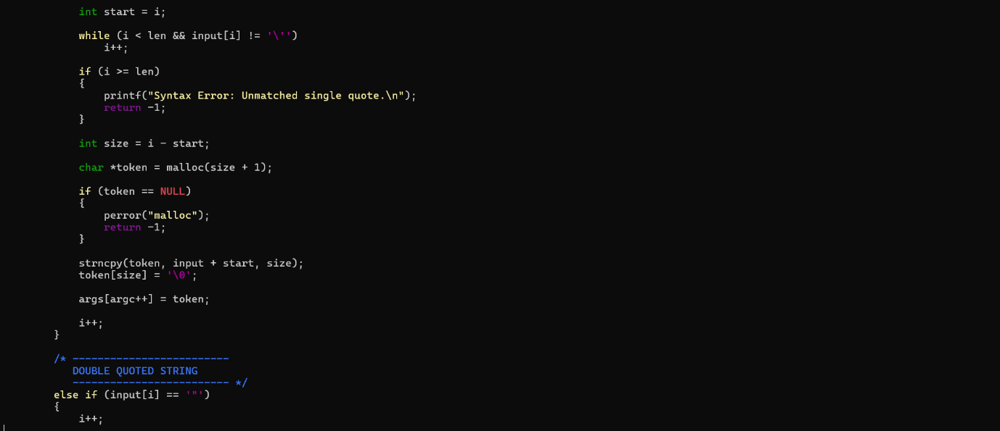 int start = i;
while (i < len && input[i] != '\'')
i++;
if (i >= len)
{
printf("Syntax Error: Unmatched single quote.\n");
return -1;
}
int size = i - start;
char *token = malloc(size + 1);
if (token == NULL)
{
perror("malloc");
return -1;
}
strncpy(token, input + start, size);
token[size] = '\0';
args[argc++] = token;
i++;
}
/* -------------------------
DOUBLE QUOTED STRING
------------------------- */
else if (input[i] == '"')
{
i++;